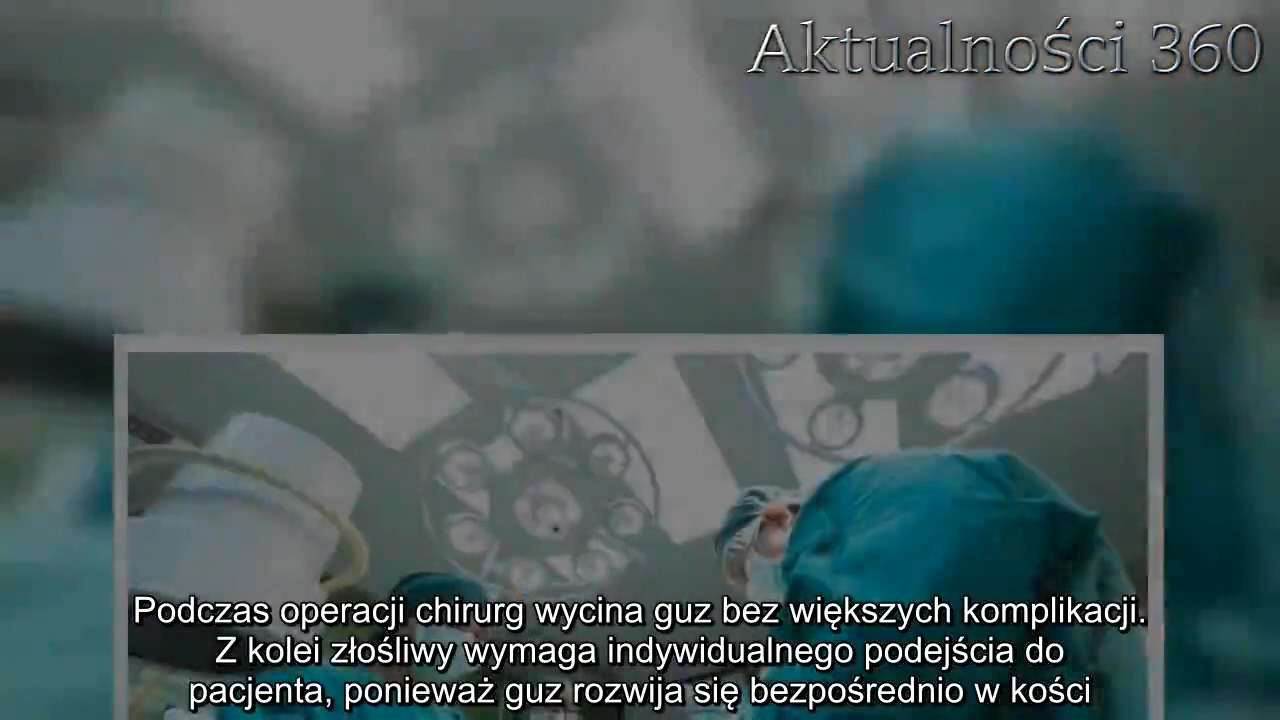 Aktualności 360
Podczas operacji chirurg wycina guz bez większych komplikacji.
Z kolei złośliwy wymaga indywidualnego podejścia do
pacjenta, ponieważ guz rozwija się bezpośrednio w kości